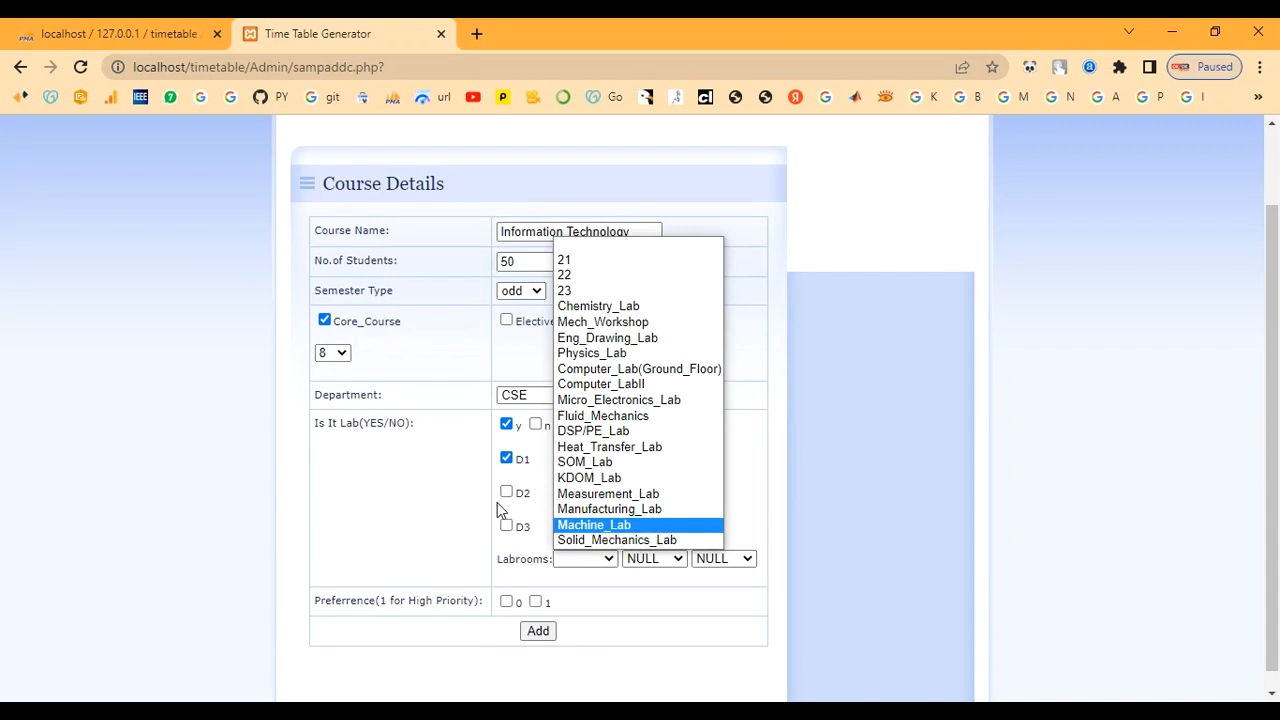 localhost / 127.0.0.1 / timetable
Time Table Generator
localhost/timetable/Admin/sampaddc.php?
Paused
PMA
IEEE
PY
git
url
Go
K
B
M
N
A
P
I
»
Course Details
Course Name:
Information Technology
No.of Students:
50
Semester Type
odd
Core_Course
Elective
8
Department:
CSE
Is It Lab(YES/NO):
y
n
D1
D2
D3
21
22
23
Chemistry_Lab
Mech_Workshop
Eng_Drawing_Lab
Physics_Lab
Computer_Lab(Ground_Floor)
Computer_LabII
Micro_Electronics_Lab
Fluid_Mechanics
DSP/PE_Lab
Heat_Transfer_Lab
SOM_Lab
KDOM_Lab
Measurement_Lab
Manufacturing_Lab
Machine_Lab
Solid_Mechanics_Lab
Labrooms:
NULL
NULL
Preferrence(1 for High Priority):
0
1
Add